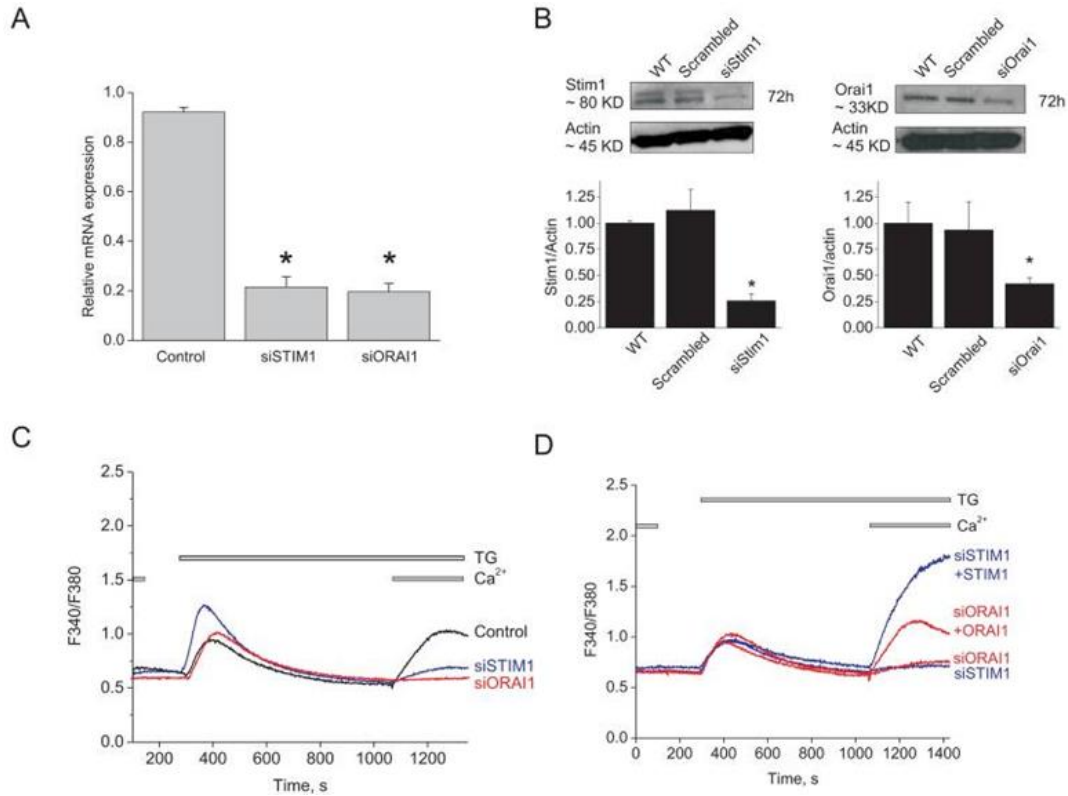 A
1.0
0.8
0.6
0.4
0.2
0.0
Relative mRNA expression
*
*
Control
siSTIM1
siORAI1
B
WT
Scrambled
siStim1
Stim1
~ 80 KD
72h
Actin
~ 45 KD
1.25
1.00
0.75
0.50
0.25
0.00
Stim1/Actin
*
WT
Scrambled
siStim1
WT
Scrambled
siOrai1
Orai1
~ 33KD
72h
Actin
~ 45 KD
1.25
1.00
0.75
0.50
0.25
0.00
Orai1/actin
*
WT
Scrambled
siOrai1
C
2.5
2.0
1.5
1.0
0.5
0.0
F340/F380
TG
Ca²⁺
Control
siSTIM1
siORAI1
200 400 600 800 1000 1200
Time, s
D
2.5
2.0
1.5
1.0
0.5
0.0
F340/F380
TG
Ca²⁺
siSTIM1
+STIM1
siORAI1
+ORAI1
siORAI1
siSTIM1
0 200 400 600 800 1000 1200 1400
Time, s